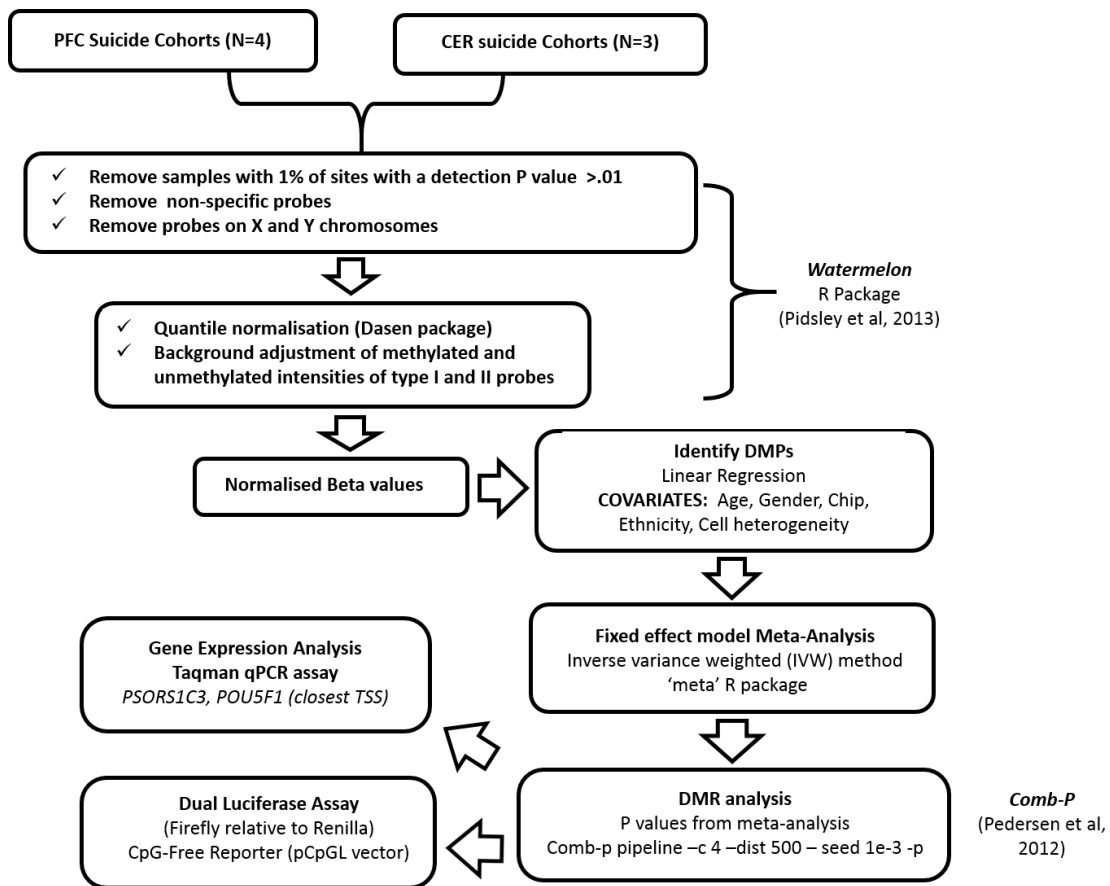 PFC Suicide Cohorts (N=4)
CER suicide Cohorts (N=3)
✓ Remove samples with 1% of sites with a detection P value >.01
✓ Remove non-specific probes
✓ Remove probes on X and Y chromosomes
Watermelon
R Package
(Pidsley et al, 2013)
✓ Quantile normalisation (Dasen package)
✓ Background adjustment of methylated and
unmethylated intensities of type I and II probes
Normalised Beta values
Identify DMPs
Linear Regression
COVARIATES: Age, Gender, Chip,
Ethnicity, Cell heterogeneity
Fixed effect model Meta-Analysis
Inverse variance weighted (IVW) method
‘meta’ R package
Gene Expression Analysis
Taqman qPCR assay
PSORS1C3, POU5F1 (closest TSS)
DMR analysis
P values from meta-analysis
Comb-p pipeline –c 4 –dist 500 – seed 1e-3 -p
Comb-P
(Pedersen et al,
2012)
Dual Luciferase Assay
(Firefly relative to Renilla)
CpG-Free Reporter (pCpGL vector)